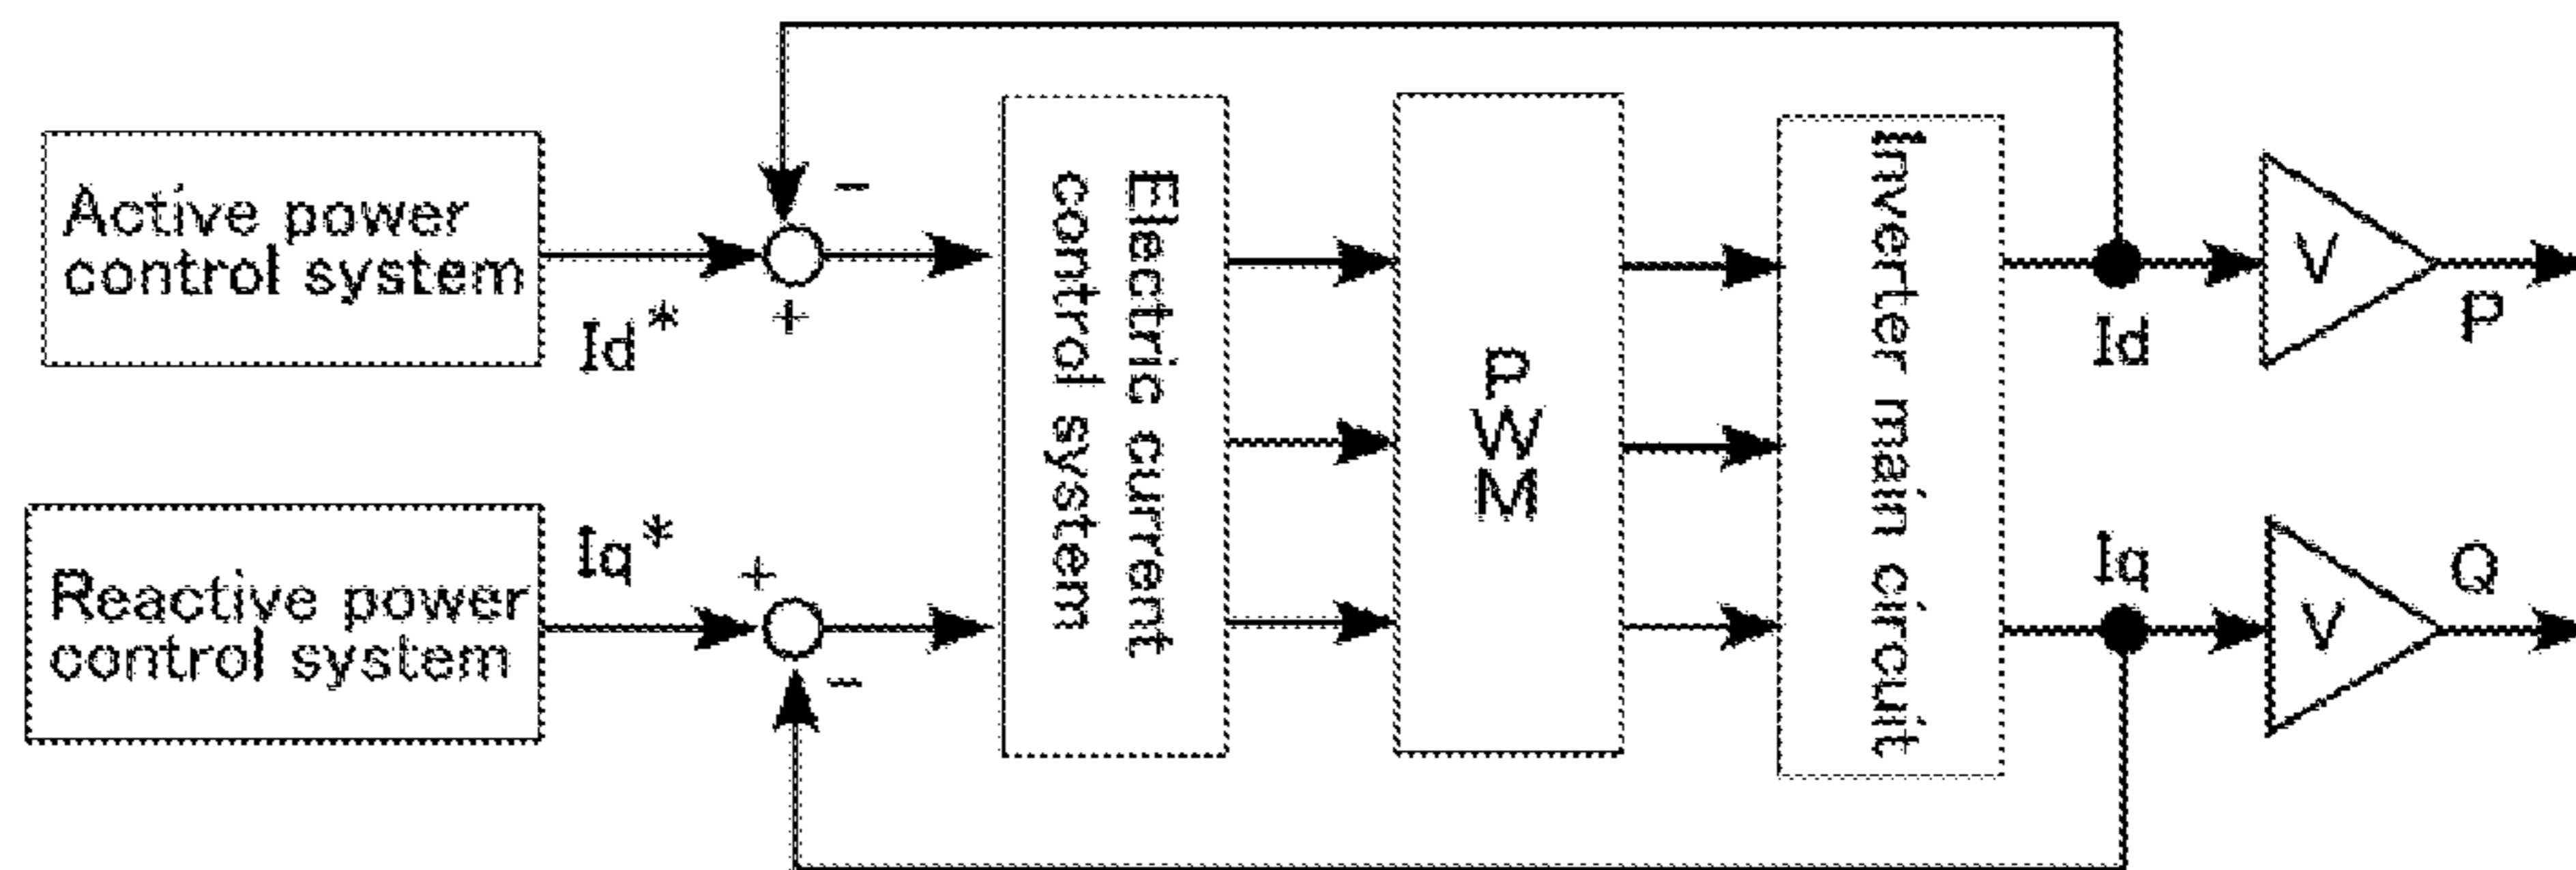 Active power
control system
Id*
−
+
Reactive power
control system
Iq*
+
−
Electric current
control system
P
W
M
Inverter main circuit
Id
V
P
Iq
V
Q